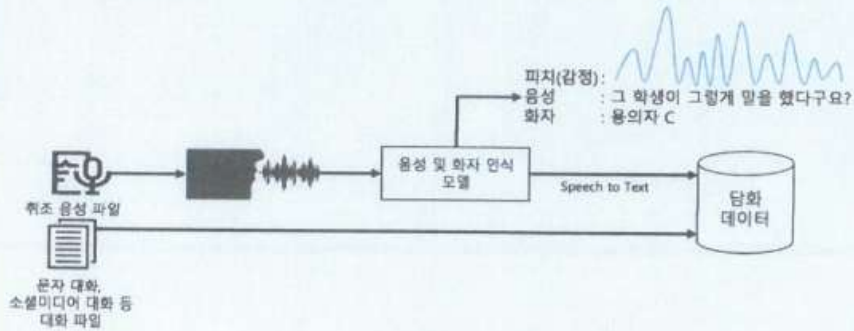 피치(감정) :
음성 : 그 학생이 그렇게 말을 했다구요?
화자 : 용의자 C
취조 음성 파일
음성 및 화자 인식
모델
Speech to Text
담화
데이터
문자 대화,
소셜미디어 대화 등
대화 파일